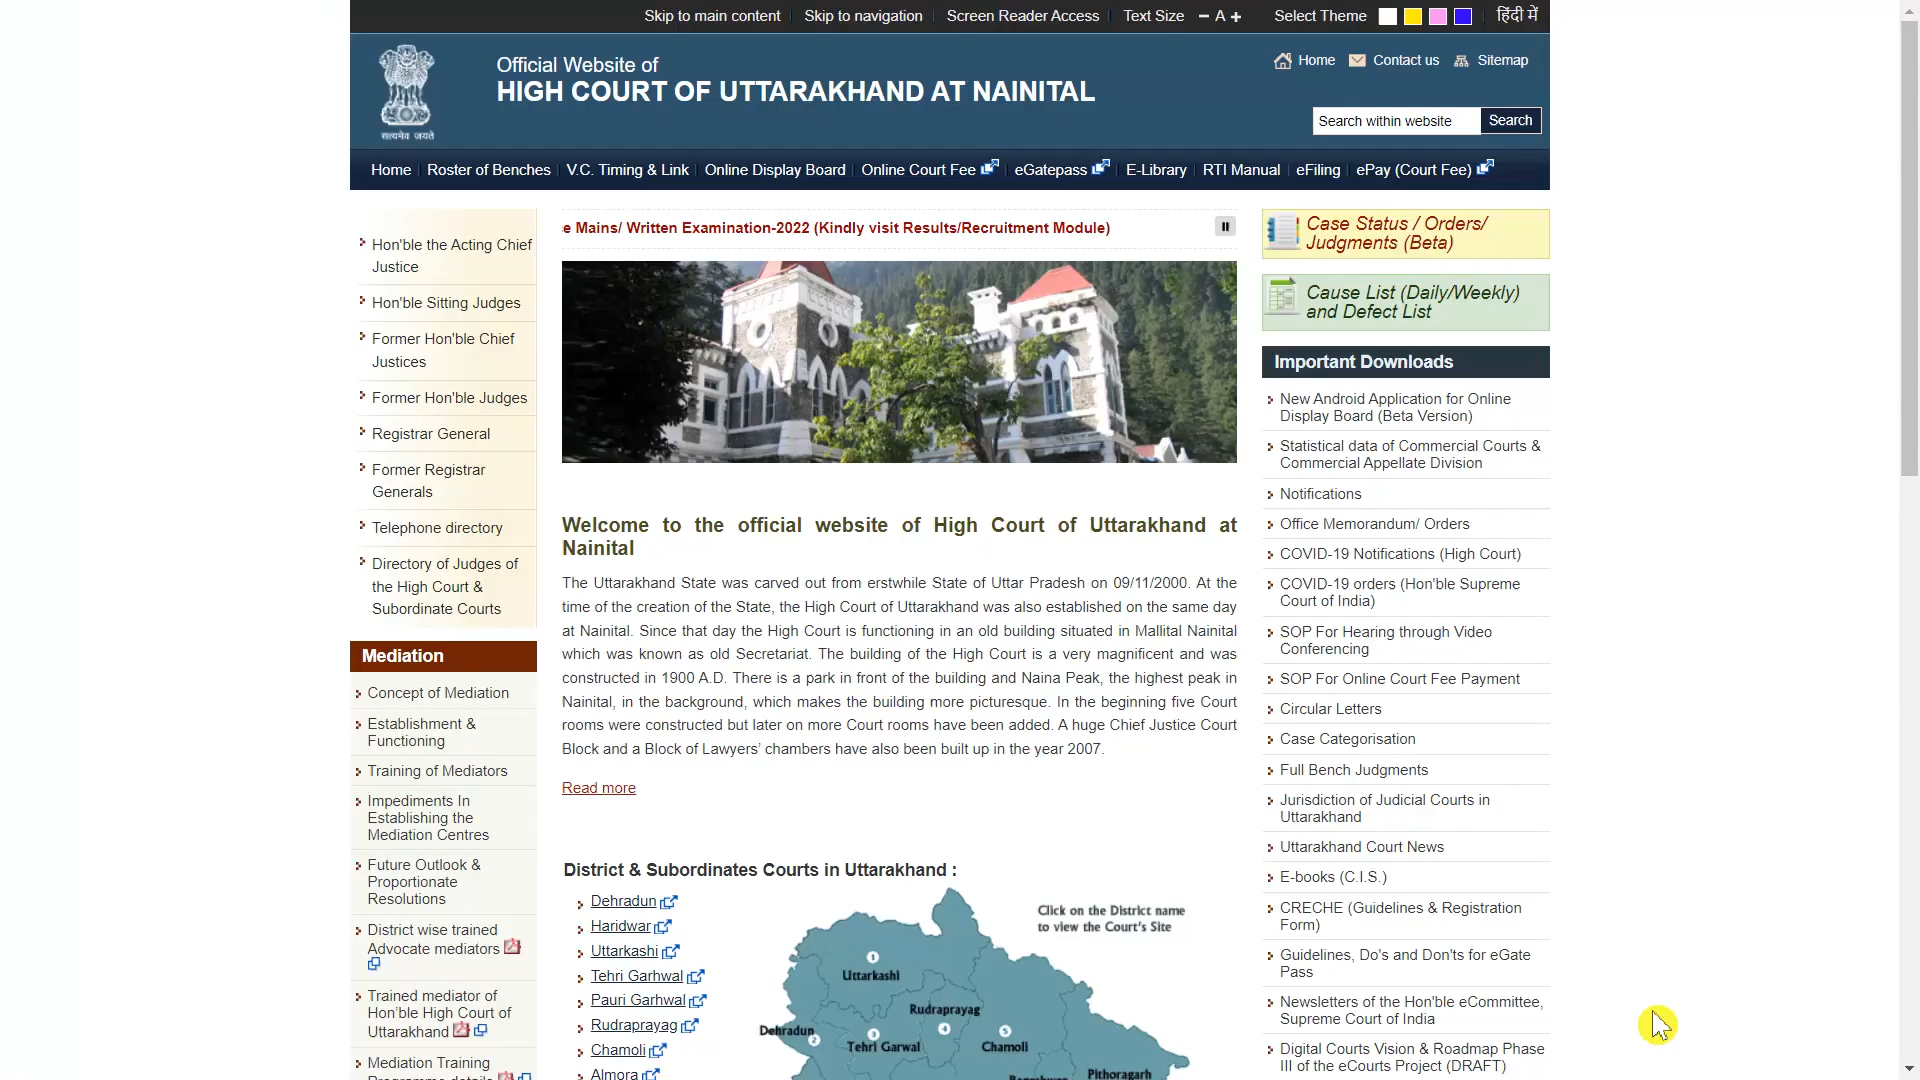 Skip to main content
Skip to navigation
Screen Reader Access
Text Size
A
Select Theme
हिंदी में
Official Website of
HIGH COURT OF UTTARAKHAND AT NAINITAL
सत्यमेव जयते
Home
Contact us
Sitemap
Search within website
Search
Home
Roster of Benches
V.C. Timing & Link
Online Display Board
Online Court Fee
eGatepass
E-Library
RTI Manual
eFiling
ePay (Court Fee)
Hon'ble the Acting Chief
Justice
Hon'ble Sitting Judges
Former Hon'ble Chief
Justices
Former Hon'ble Judges
Registrar General
Former Registrar
Generals
Telephone directory
Directory of Judges of
the High Court &
Subordinate Courts
Mediation
Concept of Mediation
Establishment &
Functioning
Training of Mediators
Impediments In
Establishing the
Mediation Centres
Future Outlook &
Proportionate
Resolutions
District wise trained
Advocate mediators
Trained mediator of
Hon'ble High Court of
Uttarakhand
Mediation Training
Programme details
e Mains/ Written Examination-2022 (Kindly visit Results/Recruitment Module)
Welcome to the official website of High Court of Uttarakhand at
Nainital
The Uttarakhand State was carved out from erstwhile State of Uttar Pradesh on 09/11/2000. At the
time of the creation of the State, the High Court of Uttarakhand was also established on the same day
at Nainital. Since that day the High Court is functioning in an old building situated in Mallital Nainital
which was known as old Secretariat. The building of the High Court is a very magnificent and was
constructed in 1900 A.D. There is a park in front of the building and Naina Peak, the highest peak in
Nainital, in the background, which makes the building more picturesque. In the beginning five Court
rooms were constructed but later on more Court rooms have been added. A huge Chief Justice Court
Block and a Block of Lawyers' chambers have also been built up in the year 2007.
Read more
District & Subordinates Courts in Uttarakhand :
Dehradun
Haridwar
Uttarkashi
Tehri Garhwal
Pauri Garhwal
Rudraprayag
Chamoli
Almora
Click on the District name
to view the Court's Site
1
Uttarkashi
Rudraprayag
4
Dehradun
2
3
Tehri Garwal
5
Chamoli
Bageshwar
Pithoragarh
Case Status / Orders/
Judgments (Beta)
Cause List (Daily/Weekly)
and Defect List
Important Downloads
New Android Application for Online
Display Board (Beta Version)
Statistical data of Commercial Courts &
Commercial Appellate Division
Notifications
Office Memorandum/ Orders
COVID-19 Notifications (High Court)
COVID-19 orders (Hon'ble Supreme
Court of India)
SOP For Hearing through Video
Conferencing
SOP For Online Court Fee Payment
Circular Letters
Case Categorisation
Full Bench Judgments
Jurisdiction of Judicial Courts in
Uttarakhand
Uttarakhand Court News
E-books (C.I.S.)
CRECHE (Guidelines & Registration
Form)
Guidelines, Do's and Don'ts for eGate
Pass
Newsletters of the Hon'ble eCommittee,
Supreme Court of India
Digital Courts Vision & Roadmap Phase
III of the eCourts Project (DRAFT)